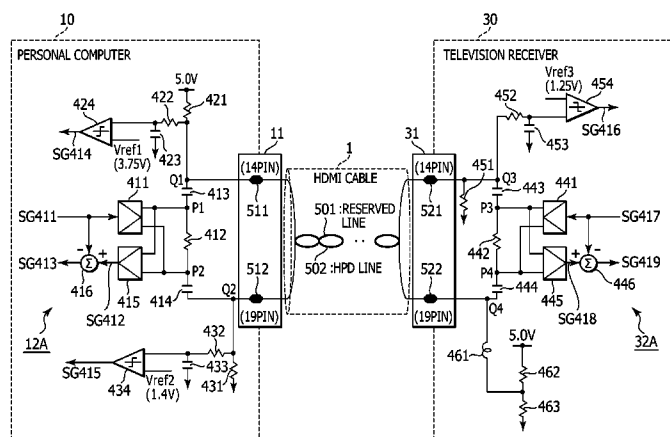 10
30
PERSONAL COMPUTER
TELEVISION RECEIVER
5.0V
424
422
421
Vref1
(3.75V)
423
SG414
11
(14PIN)
511
1
HDMI CABLE
501 :RESERVED
LINE
502 :HPD LINE
31
(14PIN)
521
451
Vref3
(1.25V)
454
452
453
SG416
Q1
413
P1
411
SG411
412
SG413
416
415
SG412
P2
414
Q2
512
(19PIN)
12A
432
431
433
SG415
434
Vref2
(1.4V)
Q3
443
P3
441
SG417
442
SG419
446
445
SG418
P4
444
Q4
522
(19PIN)
32A
461
5.0V
462
463
Σ
Σ
−
+
−
+